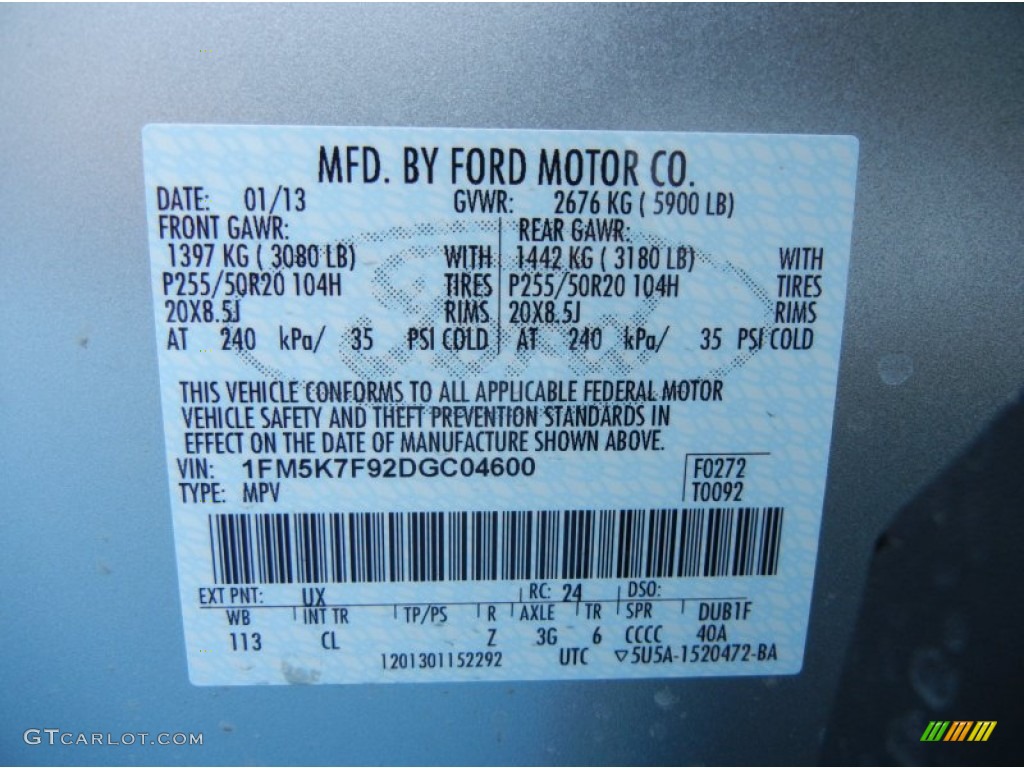 MFD. BY FORD MOTOR CO.
DATE: 01/13 GVWR: 2676 KG ( 5900 LB)
FRONT GAWR: REAR GAWR:
1397 KG ( 3080 LB) WITH 1442 KG ( 3180 LB) WITH
P255/50R20 104H TIRES P255/50R20 104H TIRES
20X8.5J RIMS 20X8.5J RIMS
AT 240 kPa/ 35 PSI COLD AT 240 kPa/ 35 PSI COLD
THIS VEHICLE CONFORMS TO ALL APPLICABLE FEDERAL MOTOR
VEHICLE SAFETY AND THEFT PREVENTION STANDARDS IN
EFFECT ON THE DATE OF MANUFACTURE SHOWN ABOVE.
VIN: 1FM5K7F92DGC04600 F0272
TYPE: MPV T0092
EXT PNT: UX RC: 24 DSO:
WB INT TR TP/PS R AXLE TR SPR DUB1F
113 CL Z 3G 6 CCCC 40A
1201301152292 UTC ▽5U5A-1520472-BA
Ford
GTCARLOT.COM